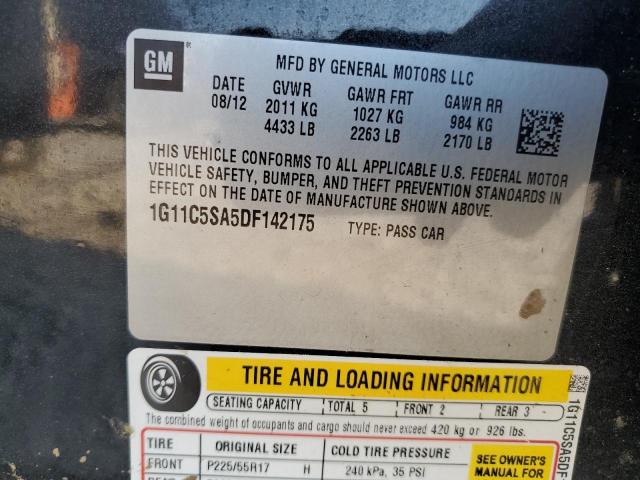 GM
MFD BY GENERAL MOTORS LLC
DATE GVWR GAWR FRT GAWR RR
08/12 2011 KG 1027 KG 984 KG
4433 LB 2263 LB 2170 LB
THIS VEHICLE CONFORMS TO ALL APPLICABLE U.S. FEDERAL MOTOR
VEHICLE SAFETY, BUMPER, AND THEFT PREVENTION STANDARDS IN
EFFECT ON THE DATE OF MANUFACTURE SHOWN ABOVE.
1G11C5SA5DF142175 TYPE: PASS CAR
TIRE AND LOADING INFORMATION
SEATING CAPACITY TOTAL 5 FRONT 2 REAR 3
The combined weight of occupants and cargo should never exceed 420 kg or 926 lbs.
TIRE ORIGINAL SIZE COLD TIRE PRESSURE
FRONT P225/55R17 H 240 kPa, 35 PSI
SEE OWNER'S
MANUAL FOR
1G11C5SA5DF